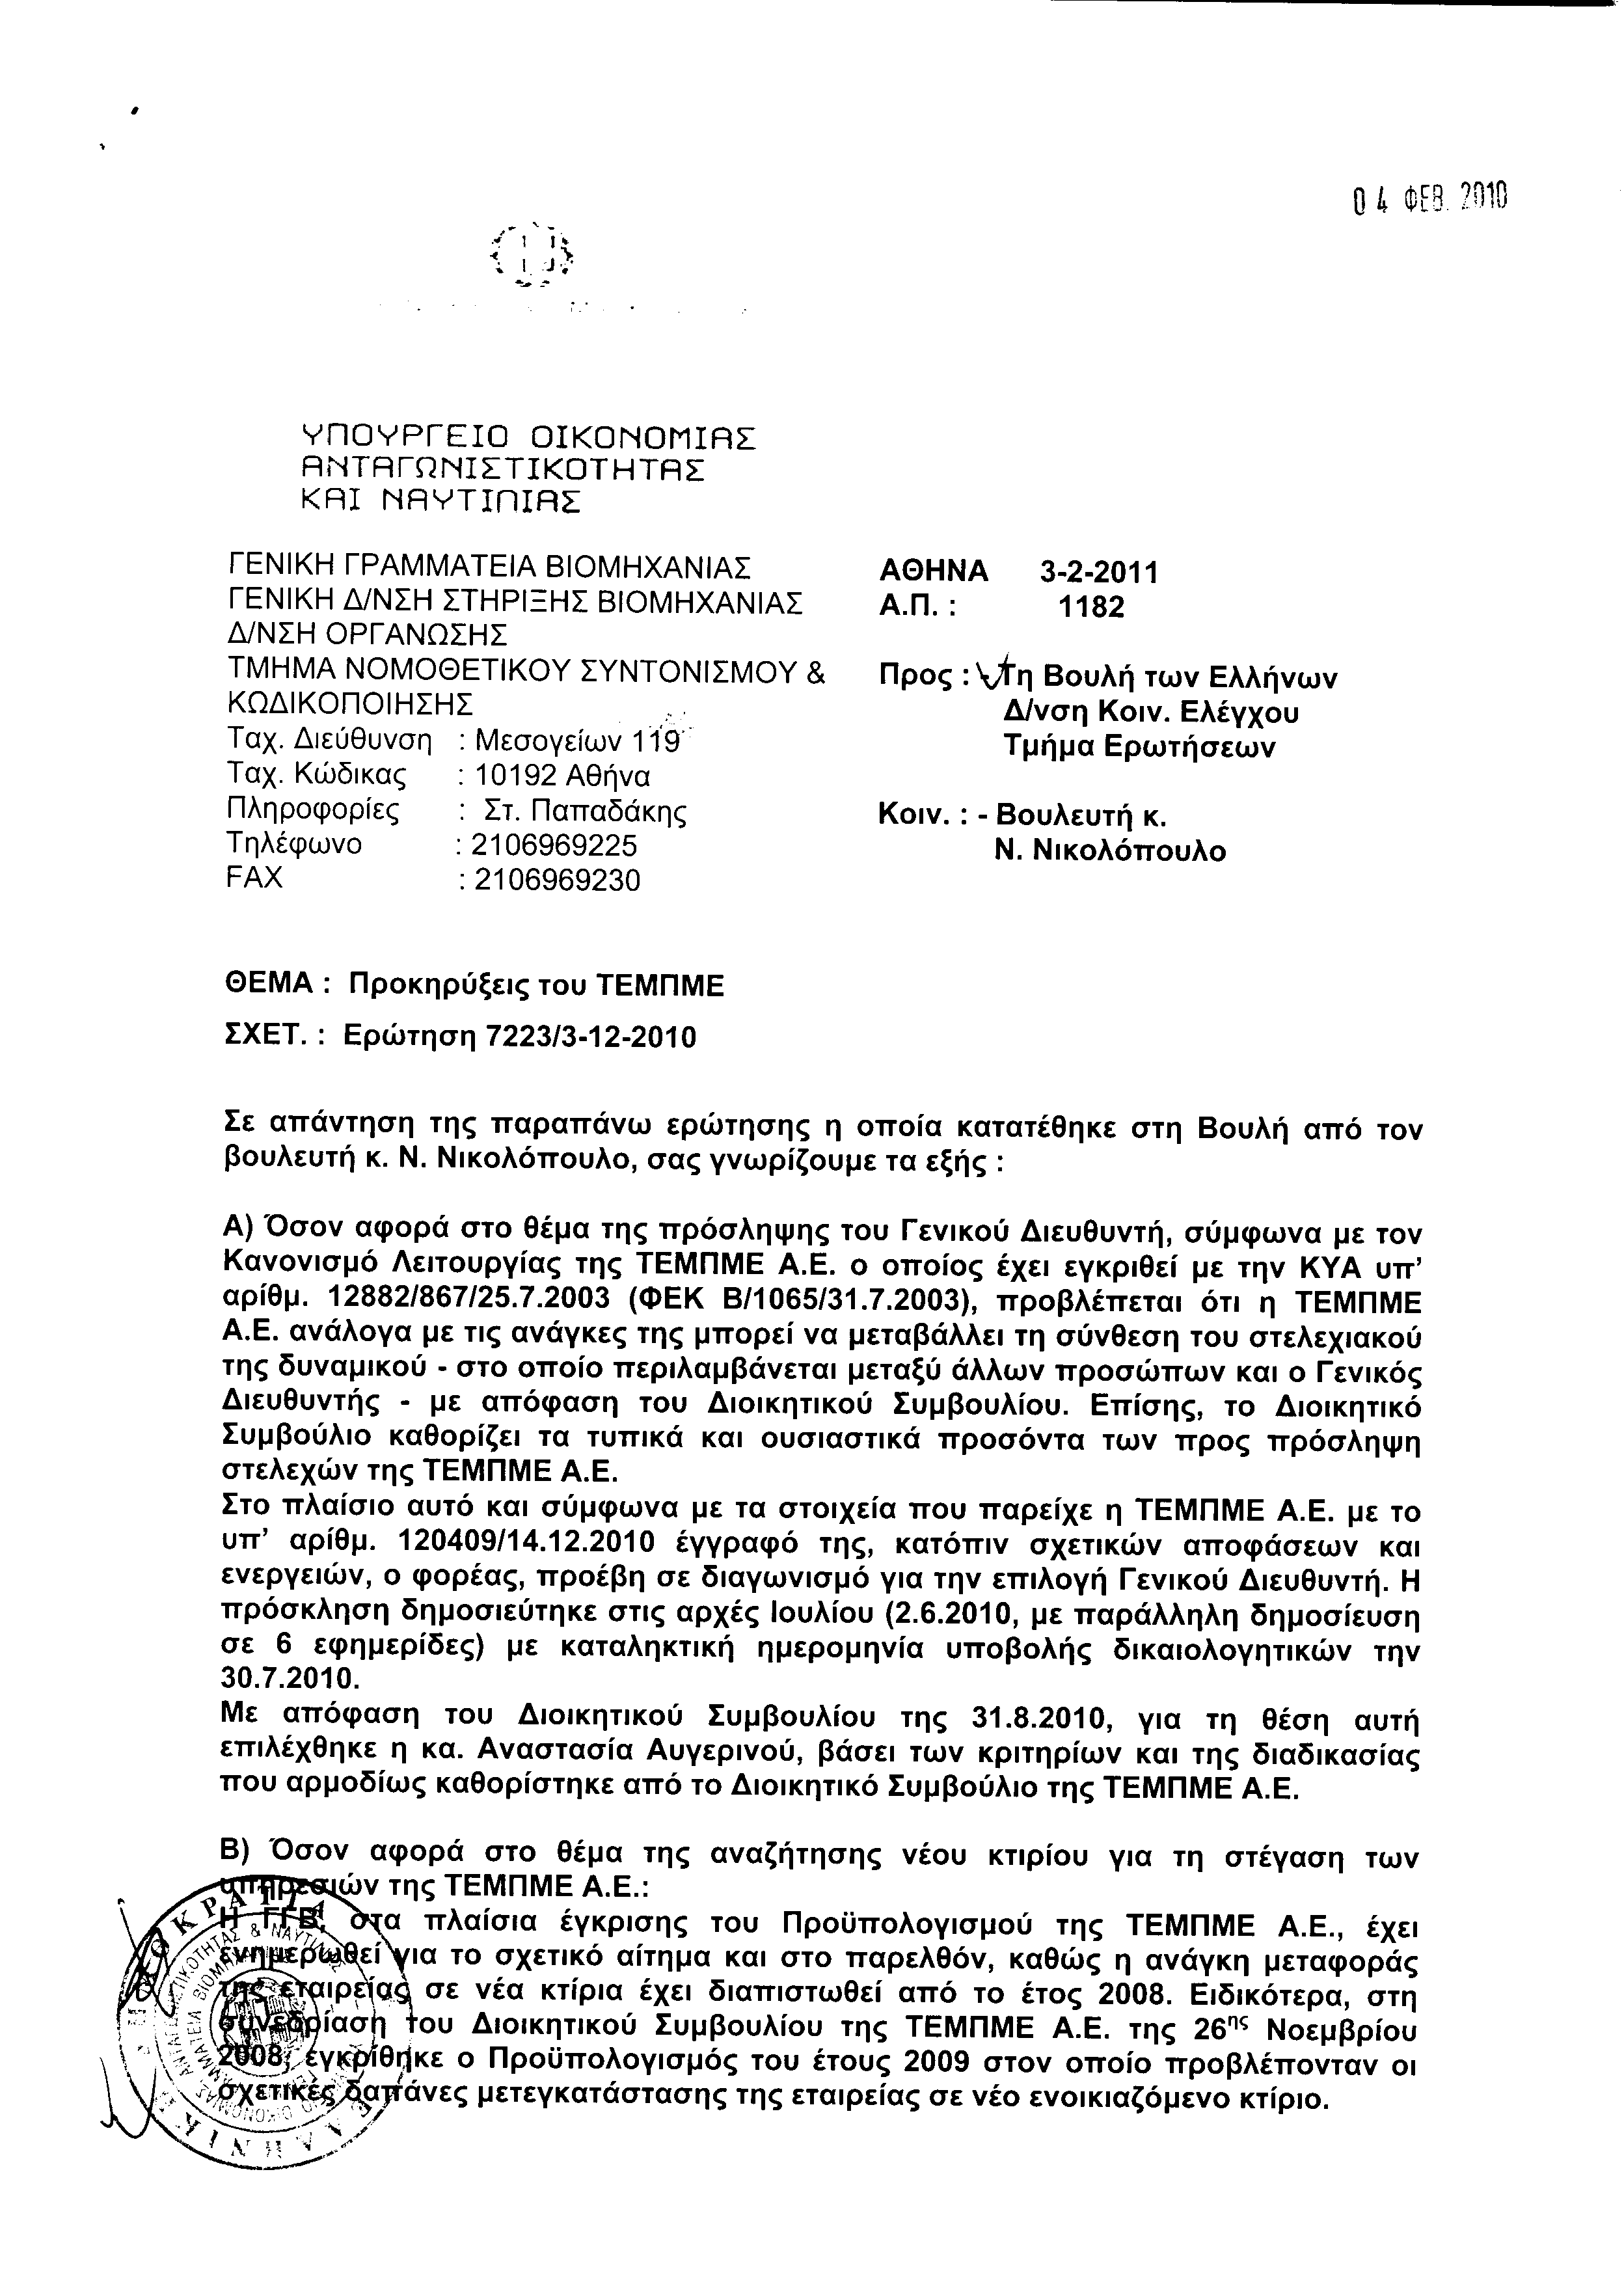 04 ΦΕΒ. 2010
ΥΠΟΥΡΓΕΙΟ ΟΙΚΟΝΟΜΙΑΣ
ΑΝΤΑΓΩΝΙΣΤΙΚΟΤΗΤΑΣ
ΚΑΙ ΝΑΥΤΙΠΙΑΣ
ΓΕΝΙΚΗ ΓΡΑΜΜΑΤΕΙΑ ΒΙΟΜΗΧΑΝΙΑΣ
ΓΕΝΙΚΗ Δ/ΝΣΗ ΣΤΗΡΙΞΗΣ ΒΙΟΜΗΧΑΝΙΑΣ
Δ/ΝΣΗ ΟΡΓΑΝΩΣΗΣ
ΤΜΗΜΑ ΝΟΜΟΘΕΤΙΚΟΥ ΣΥΝΤΟΝΙΣΜΟΥ &
ΚΩΔΙΚΟΠΟΙΗΣΗΣ
Ταχ. Διεύθυνση : Μεσογείων 119
Ταχ. Κώδικας : 10192 Αθήνα
Πληροφορίες : Στ. Παπαδάκης
Τηλέφωνο : 2106969225
FAX : 2106969230
ΑΘΗΝΑ 3-2-2011
Α.Π. : 1182
Προς : Τη Βουλή των Ελλήνων
Δ/νση Κοιν. Ελέγχου
Τμήμα Ερωτήσεων
Κοιν. : - Βουλευτή κ.
Ν. Νικολόπουλο
ΘΕΜΑ : Προκηρύξεις του ΤΕΜΠΜΕ
ΣΧΕΤ. : Ερώτηση 7223/3-12-2010
Σε απάντηση της παραπάνω ερώτησης η οποία κατατέθηκε στη Βουλή από τον
βουλευτή κ. Ν. Νικολόπουλο, σας γνωρίζουμε τα εξής :
Α) Όσον αφορά στο θέμα της πρόσληψης του Γενικού Διευθυντή, σύμφωνα με τον
Κανονισμό Λειτουργίας της ΤΕΜΠΜΕ Α.Ε. ο οποίος έχει εγκριθεί με την ΚΥΑ υπ'
αρίθμ. 12882/867/25.7.2003 (ΦΕΚ Β/1065/31.7.2003), προβλέπεται ότι η ΤΕΜΠΜΕ
Α.Ε. ανάλογα με τις ανάγκες της μπορεί να μεταβάλλει τη σύνθεση του στελεχιακού
της δυναμικού - στο οποίο περιλαμβάνεται μεταξύ άλλων προσώπων και ο Γενικός
Διευθυντής - με απόφαση του Διοικητικού Συμβουλίου. Επίσης, το Διοικητικό
Συμβούλιο καθορίζει τα τυπικά και ουσιαστικά προσόντα των προς πρόσληψη
στελεχών της ΤΕΜΠΜΕ Α.Ε.
Στο πλαίσιο αυτό και σύμφωνα με τα στοιχεία που παρείχε η ΤΕΜΠΜΕ Α.Ε. με το
υπ' αρίθμ. 120409/14.12.2010 έγγραφό της, κατόπιν σχετικών αποφάσεων και
ενεργειών, ο φορέας, προέβη σε διαγωνισμό για την επιλογή Γενικού Διευθυντή. Η
πρόσκληση δημοσιεύτηκε στις αρχές Ιουλίου (2.6.2010, με παράλληλη δημοσίευση
σε 6 εφημερίδες) με καταληκτική ημερομηνία υποβολής δικαιολογητικών την
30.7.2010.
Με απόφαση του Διοικητικού Συμβουλίου της 31.8.2010, για τη θέση αυτή
επιλέχθηκε η κα. Αναστασία Αυγερινού, βάσει των κριτηρίων και της διαδικασίας
που αρμοδίως καθορίστηκε από το Διοικητικό Συμβούλιο της ΤΕΜΠΜΕ Α.Ε.
Β) Όσον αφορά στο θέμα της αναζήτησης νέου κτιρίου για τη στέγαση των
υπηρεσιών της ΤΕΜΠΜΕ Α.Ε.:
Η ΓΓΒ, στα πλαίσια έγκρισης του Προϋπολογισμού της ΤΕΜΠΜΕ Α.Ε., έχει
ενημερωθεί για το σχετικό αίτημα και στο παρελθόν, καθώς η ανάγκη μεταφοράς
της εταιρείας σε νέα κτίρια έχει διαπιστωθεί από το έτος 2008. Ειδικότερα, στη
συνεδρίαση του Διοικητικού Συμβουλίου της ΤΕΜΠΜΕ Α.Ε. της 26ης Νοεμβρίου
2008, εγκρίθηκε ο Προϋπολογισμός του έτους 2009 στον οποίο προβλέπονταν οι
σχετικές δαπάνες μετεγκατάστασης της εταιρείας σε νέο ενοικιαζόμενο κτίριο.